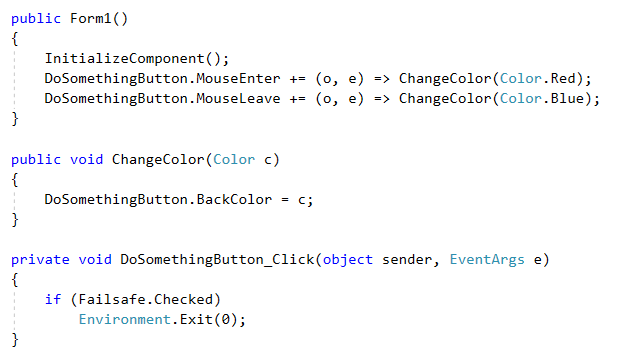 public Form1()
{
    InitializeComponent();
    DoSomethingButton.MouseEnter += (o, e) => ChangeColor(Color.Red);
    DoSomethingButton.MouseLeave += (o, e) => ChangeColor(Color.Blue);
}

public void ChangeColor(Color c)
{
    DoSomethingButton.BackColor = c;
}

private void DoSomethingButton_Click(object sender, EventArgs e)
{
    if (Failsafe.Checked)
        Environment.Exit(0);
}